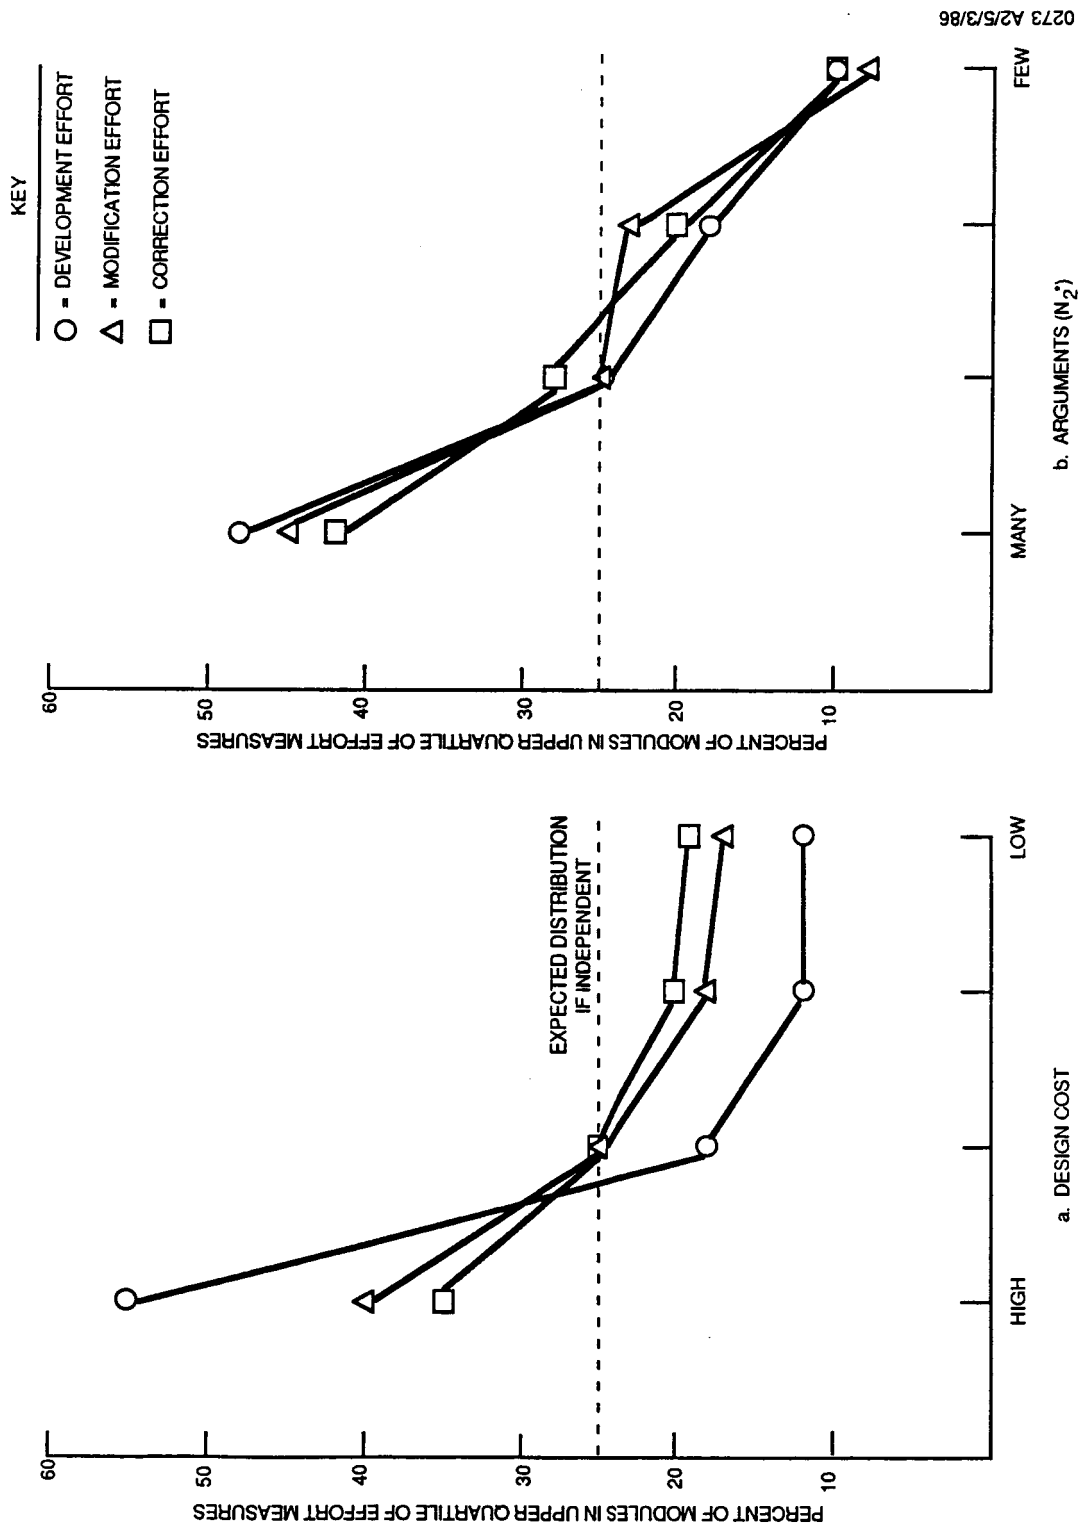 KEY
○ = DEVELOPMENT EFFORT
△ = MODIFICATION EFFORT
□ = CORRECTION EFFORT
PERCENT OF MODULES IN UPPER QUARTILE OF EFFORT MEASURES
60
50
40
30
20
10
EXPECTED DISTRIBUTION
IF INDEPENDENT
HIGH
LOW
a. DESIGN COST
PERCENT OF MODULES IN UPPER QUARTILE OF EFFORT MEASURES
60
50
40
30
20
10
MANY
FEW
b. ARGUMENTS (N₂*)
0273 A2/5/3/86